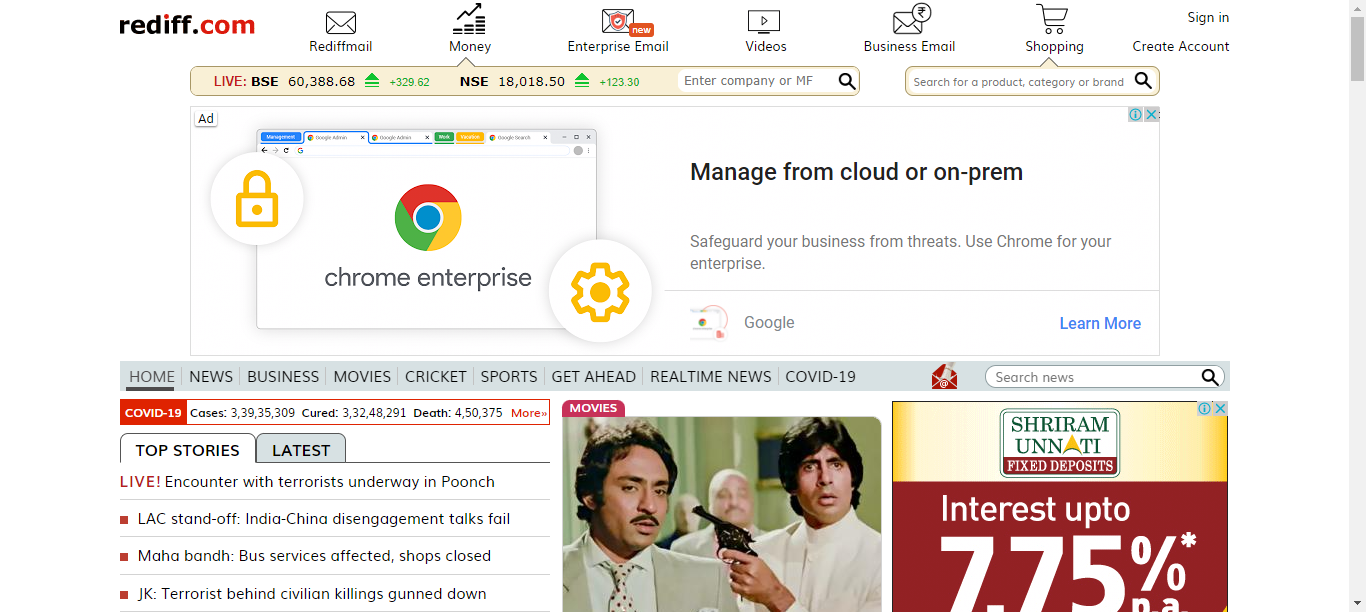 rediff.com
Rediffmail
Money
Enterprise Email
new
Videos
Business Email
Shopping
Sign in
Create Account
LIVE: BSE 60,388.68 +329.62 NSE 18,018.50 +123.30
Enter company or MF
Search for a product, category or brand
Ad
Management
Google Admin
Google Admin
Work
Google Search
chrome enterprise
Manage from cloud or on-prem
Safeguard your business from threats. Use Chrome for your
enterprise.
Google
Learn More
HOME NEWS BUSINESS MOVIES CRICKET SPORTS GET AHEAD REALTIME NEWS COVID-19
Search news
COVID-19 Cases: 3,39,35,309 Cured: 3,32,48,291 Death: 4,50,375 More»
TOP STORIES
LATEST
LIVE! Encounter with terrorists underway in Poonch
LAC stand-off: India-China disengagement talks fail
Maha bandh: Bus services affected, shops closed
JK: Terrorist behind civilian killings gunned down
MOVIES
SHRIRAM
UNNATI
FIXED DEPOSITS
Interest upto
7.75%*
p.a.